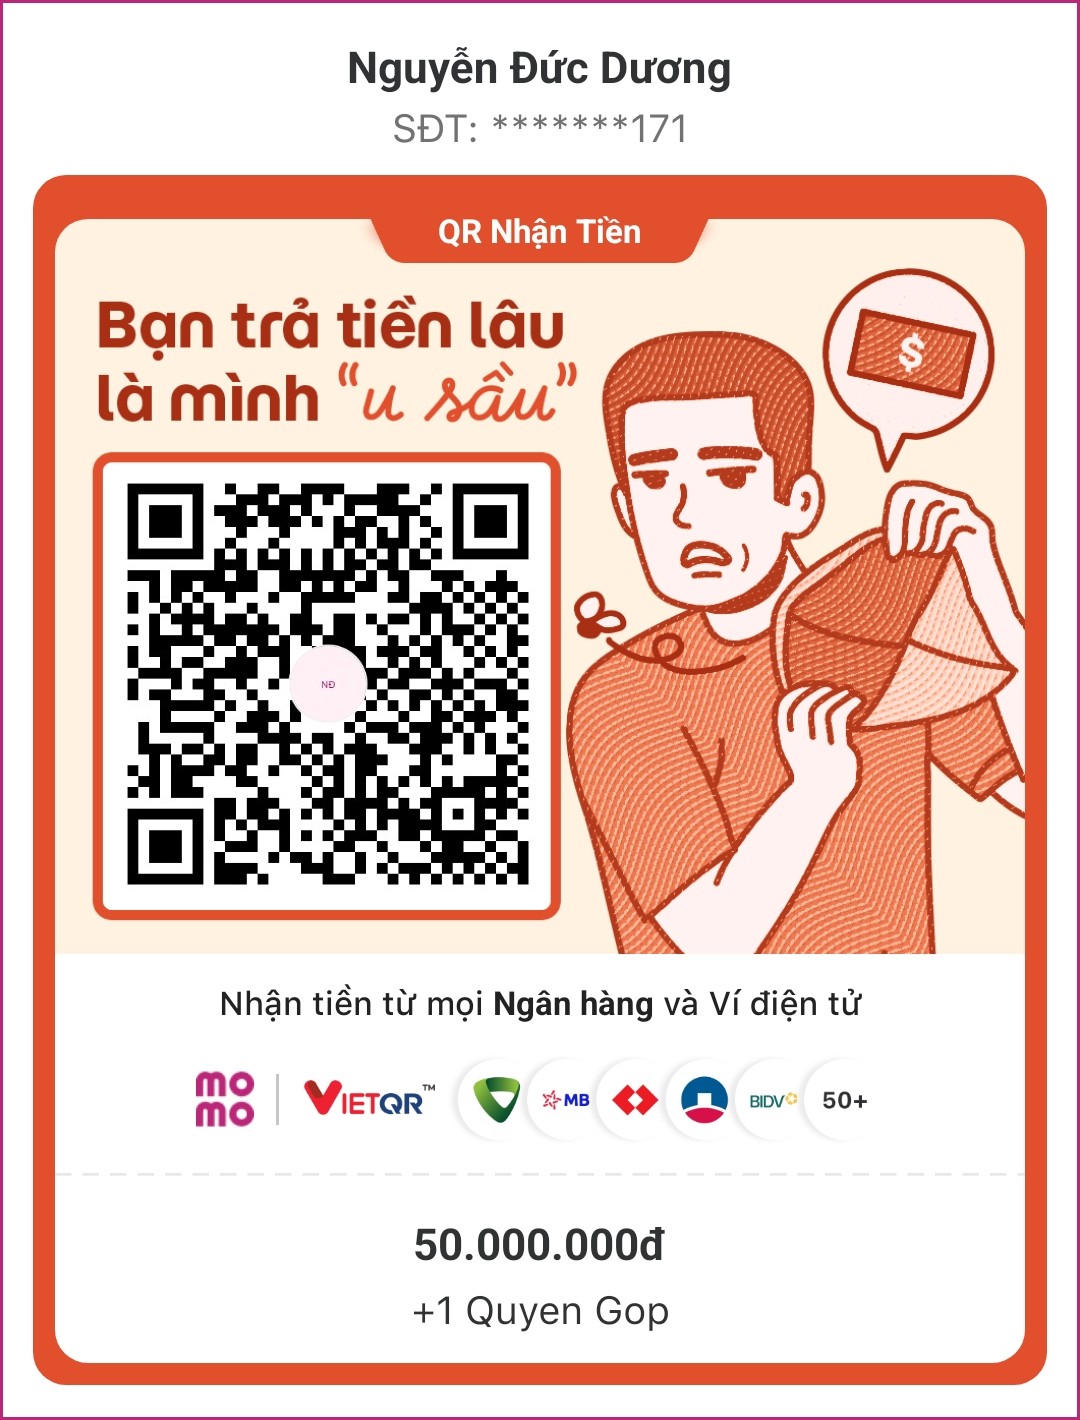 Nguyễn Đức Dương
SĐT: *******171
QR Nhận Tiền
Bạn trả tiền lâu
là mình “u sầu”
$
NĐ
Nhận tiền từ mọi Ngân hàng và Ví điện tử
mo
mo
VIETQR™
MB
BIDV
50+
50.000.000đ
+1 Quyen Gop